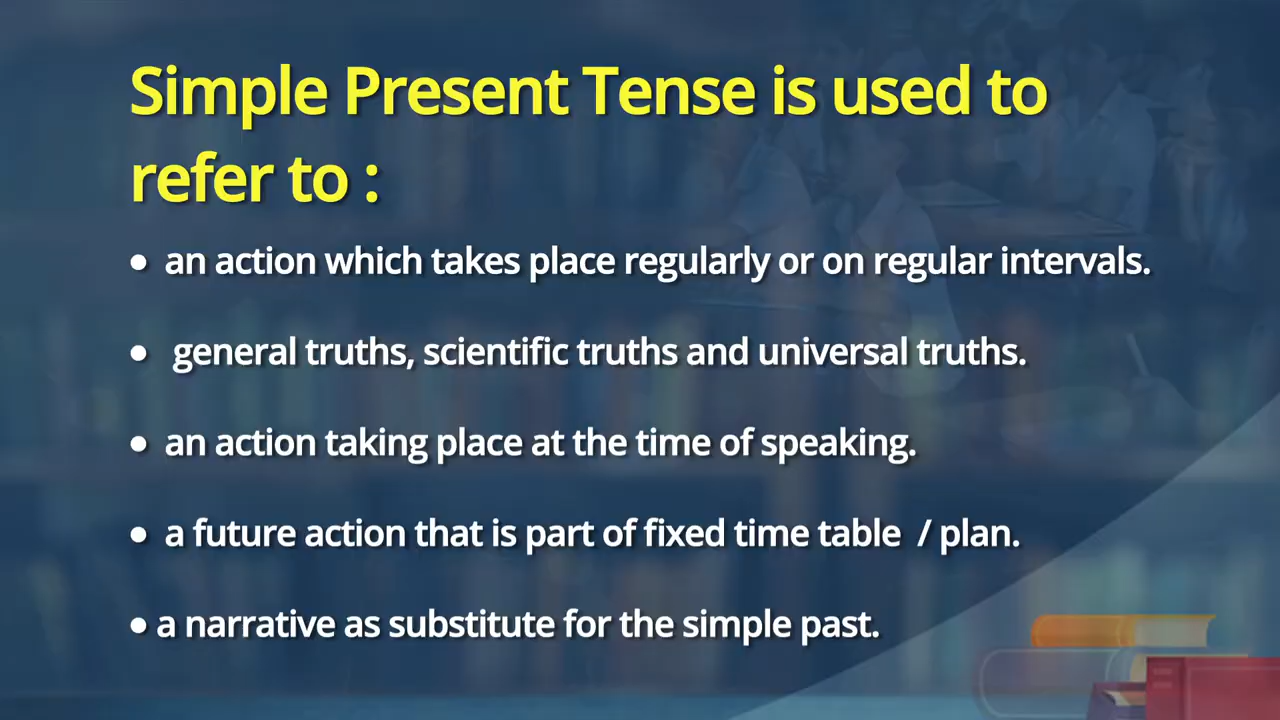 Simple Present Tense is used to
refer to :
• an action which takes place regularly or on regular intervals.
• general truths, scientific truths and universal truths.
• an action taking place at the time of speaking.
• a future action that is part of fixed time table / plan.
• a narrative as substitute for the simple past.